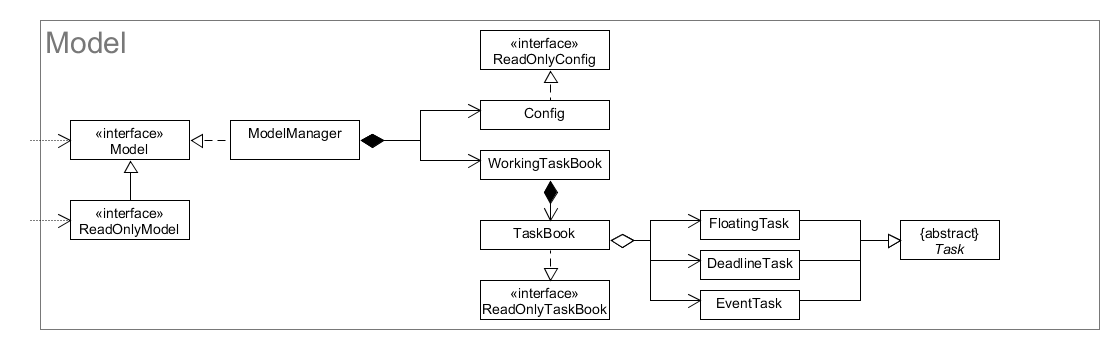 Model
«interface»
ReadOnlyConfig
Config
«interface»
Model
ModelManager
WorkingTaskBook
«interface»
ReadOnlyModel
TaskBook
FloatingTask
DeadlineTask
EventTask
{abstract}
Task
«interface»
ReadOnlyTaskBook